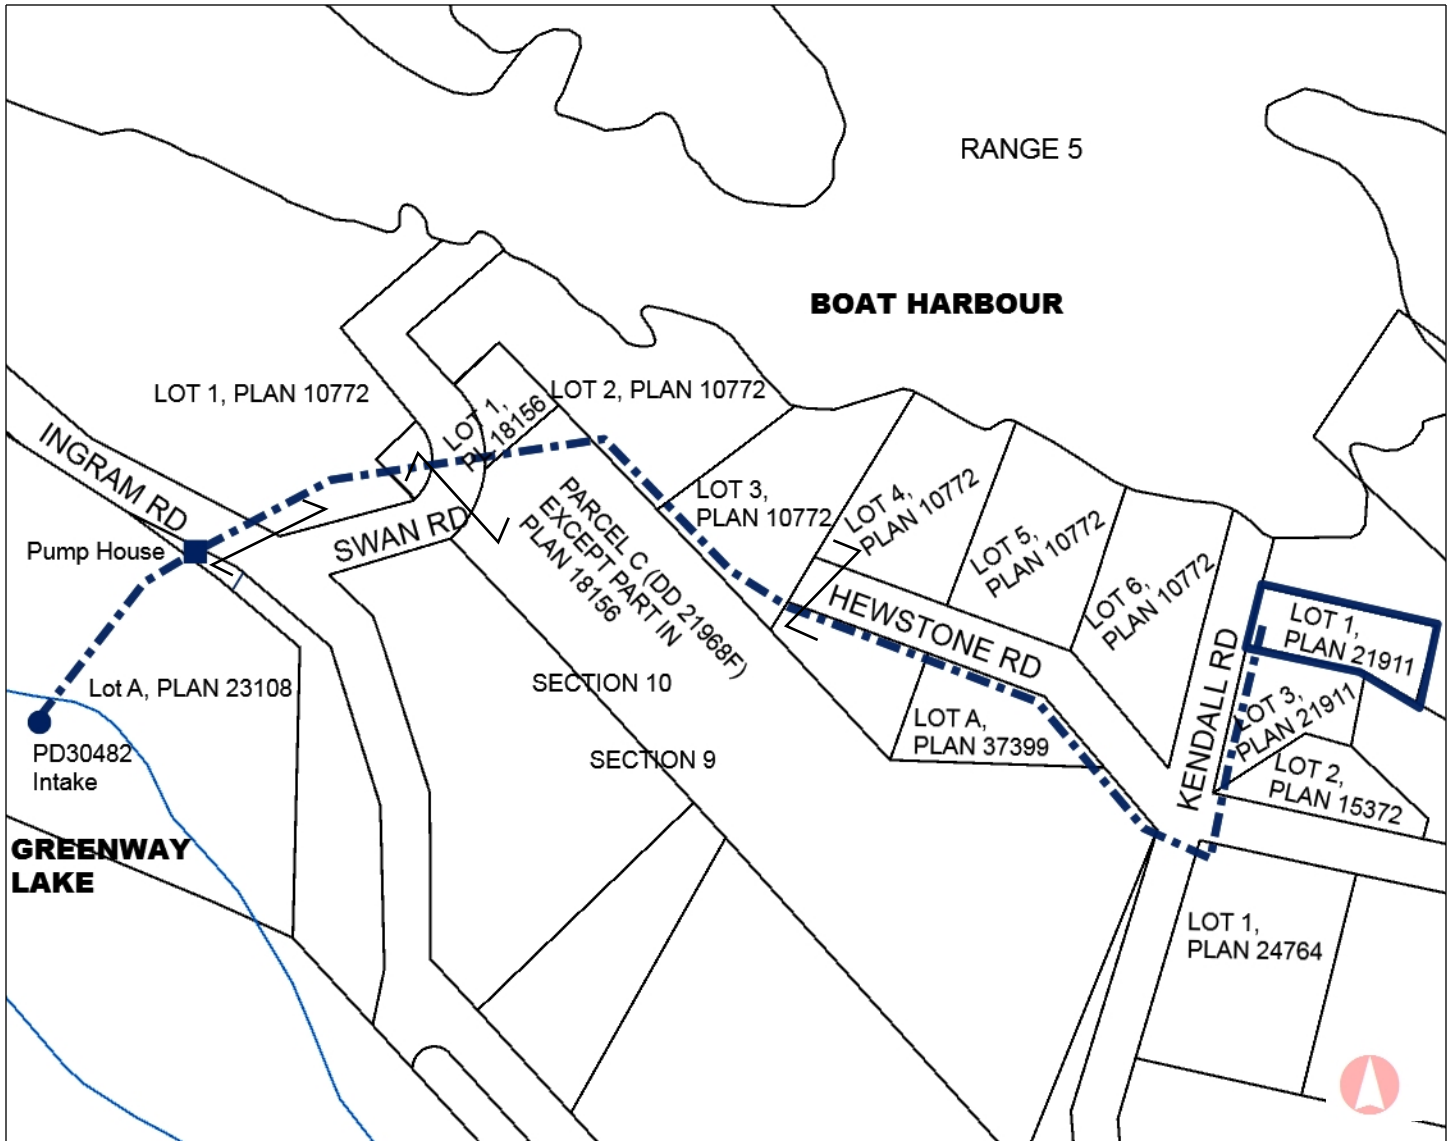 RANGE 5
BOAT HARBOUR
LOT 1, PLAN 10772
LOT 2, PLAN 10772
LOT 1,
PL 18156
INGRAM RD
LOT 3,
PLAN 10772
LOT 4,
PLAN 10772
PARCEL C (DD 21968F)
EXCEPT PART IN
PLAN 18156
SWAN RD
Pump House
LOT 5,
PLAN 10772
LOT 6,
PLAN 10772
HEWSTONE RD
LOT 1,
PLAN 21911
KENDALL RD
LOT 3,
PLAN 21911
Lot A, PLAN 23108
SECTION 10
LOT A,
PLAN 37399
SECTION 9
PD30482
Intake
LOT 2,
PLAN 15372
GREENWAY
LAKE
LOT 1,
PLAN 24764